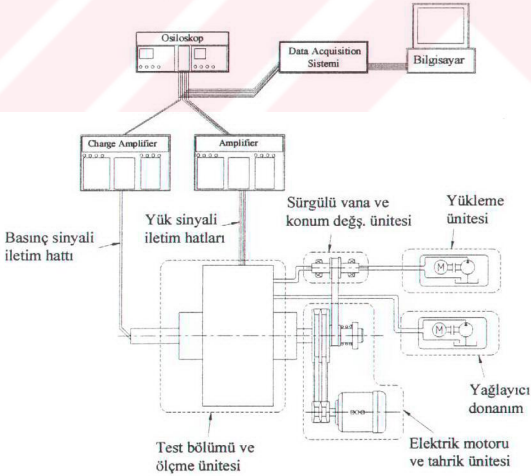 Osiloskop
Data Acquisition
Sistemi
Bilgisayar
Charge Amplifier
Amplifier
Basınç sinyali
iletim hattı
Yük sinyali
iletim hatları
Sürgülü vana ve
konum değş. ünitesi
Yükleme
ünitesi
M
M
Yağlayıcı
donanım
Test bölümü ve
ölçme ünitesi
Elektrik motoru
ve tahrik ünitesi